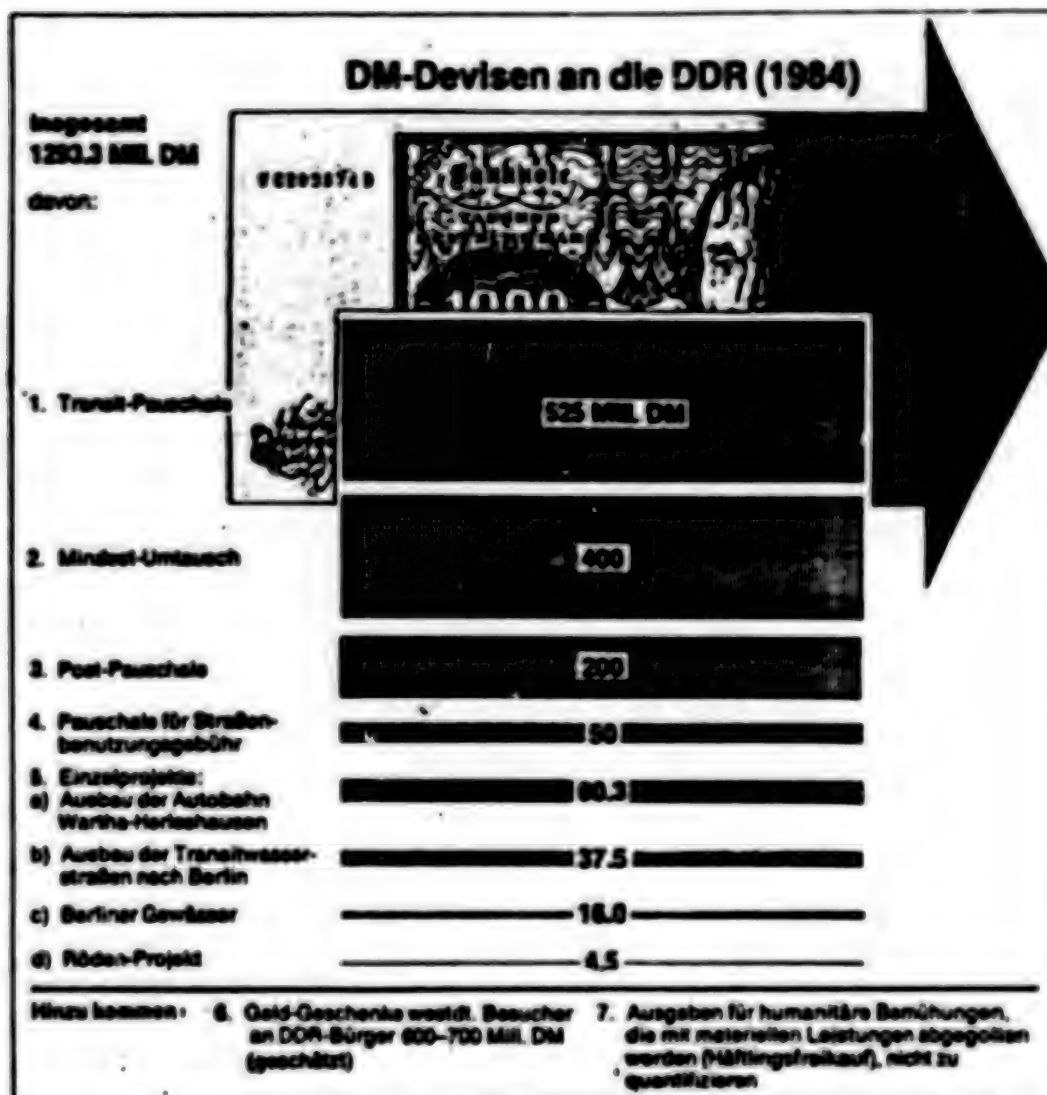 DM-Devisen an die DDR (1984)
Insgesamt
1293.3 Mill. DM
davon:
Banknote
1000
1. Transit-Pauschale
525 Mill. DM
2. Mindest-Umtausch
400
3. Post-Pauschale
200
4. Pauschale für Straßen-
benutzungsgebühr
50
5. Einzelprojekte:
a) Ausbau der Autobahn
Wartha-Herleshausen
60.3
b) Ausbau der Transitwasser-
straßen nach Berlin
37.5
c) Berliner Gewässer
16.0
d) Röden-Projekt
4.5
Hinzu kommen:
6. Geld-Geschenke westdt. Besucher
an DDR-Bürger 600–700 Mill. DM
(geschätzt)
7. Ausgaben für humanitäre Bemühungen,
die mit materiellen Leistungen abgegolten
werden (Häftlingsfreikauf), nicht zu
quantifizieren